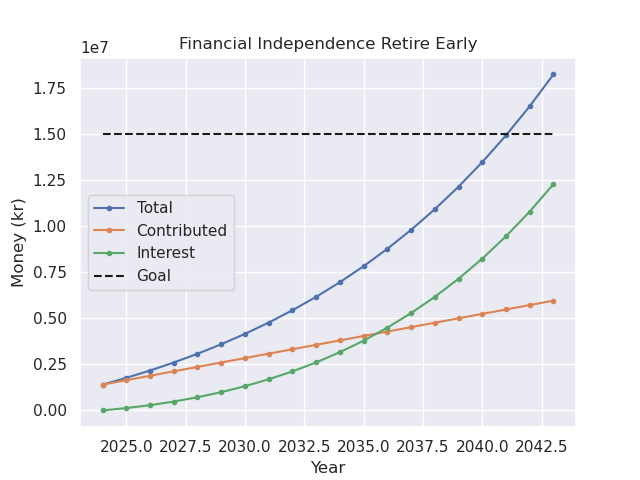 Financial Independence Retire Early
1e7
1.75
1.50
1.25
1.00
0.75
0.50
0.25
0.00
Money (kr)
Total
Contributed
Interest
Goal
2025.0 2027.5 2030.0 2032.5 2035.0 2037.5 2040.0 2042.5
Year